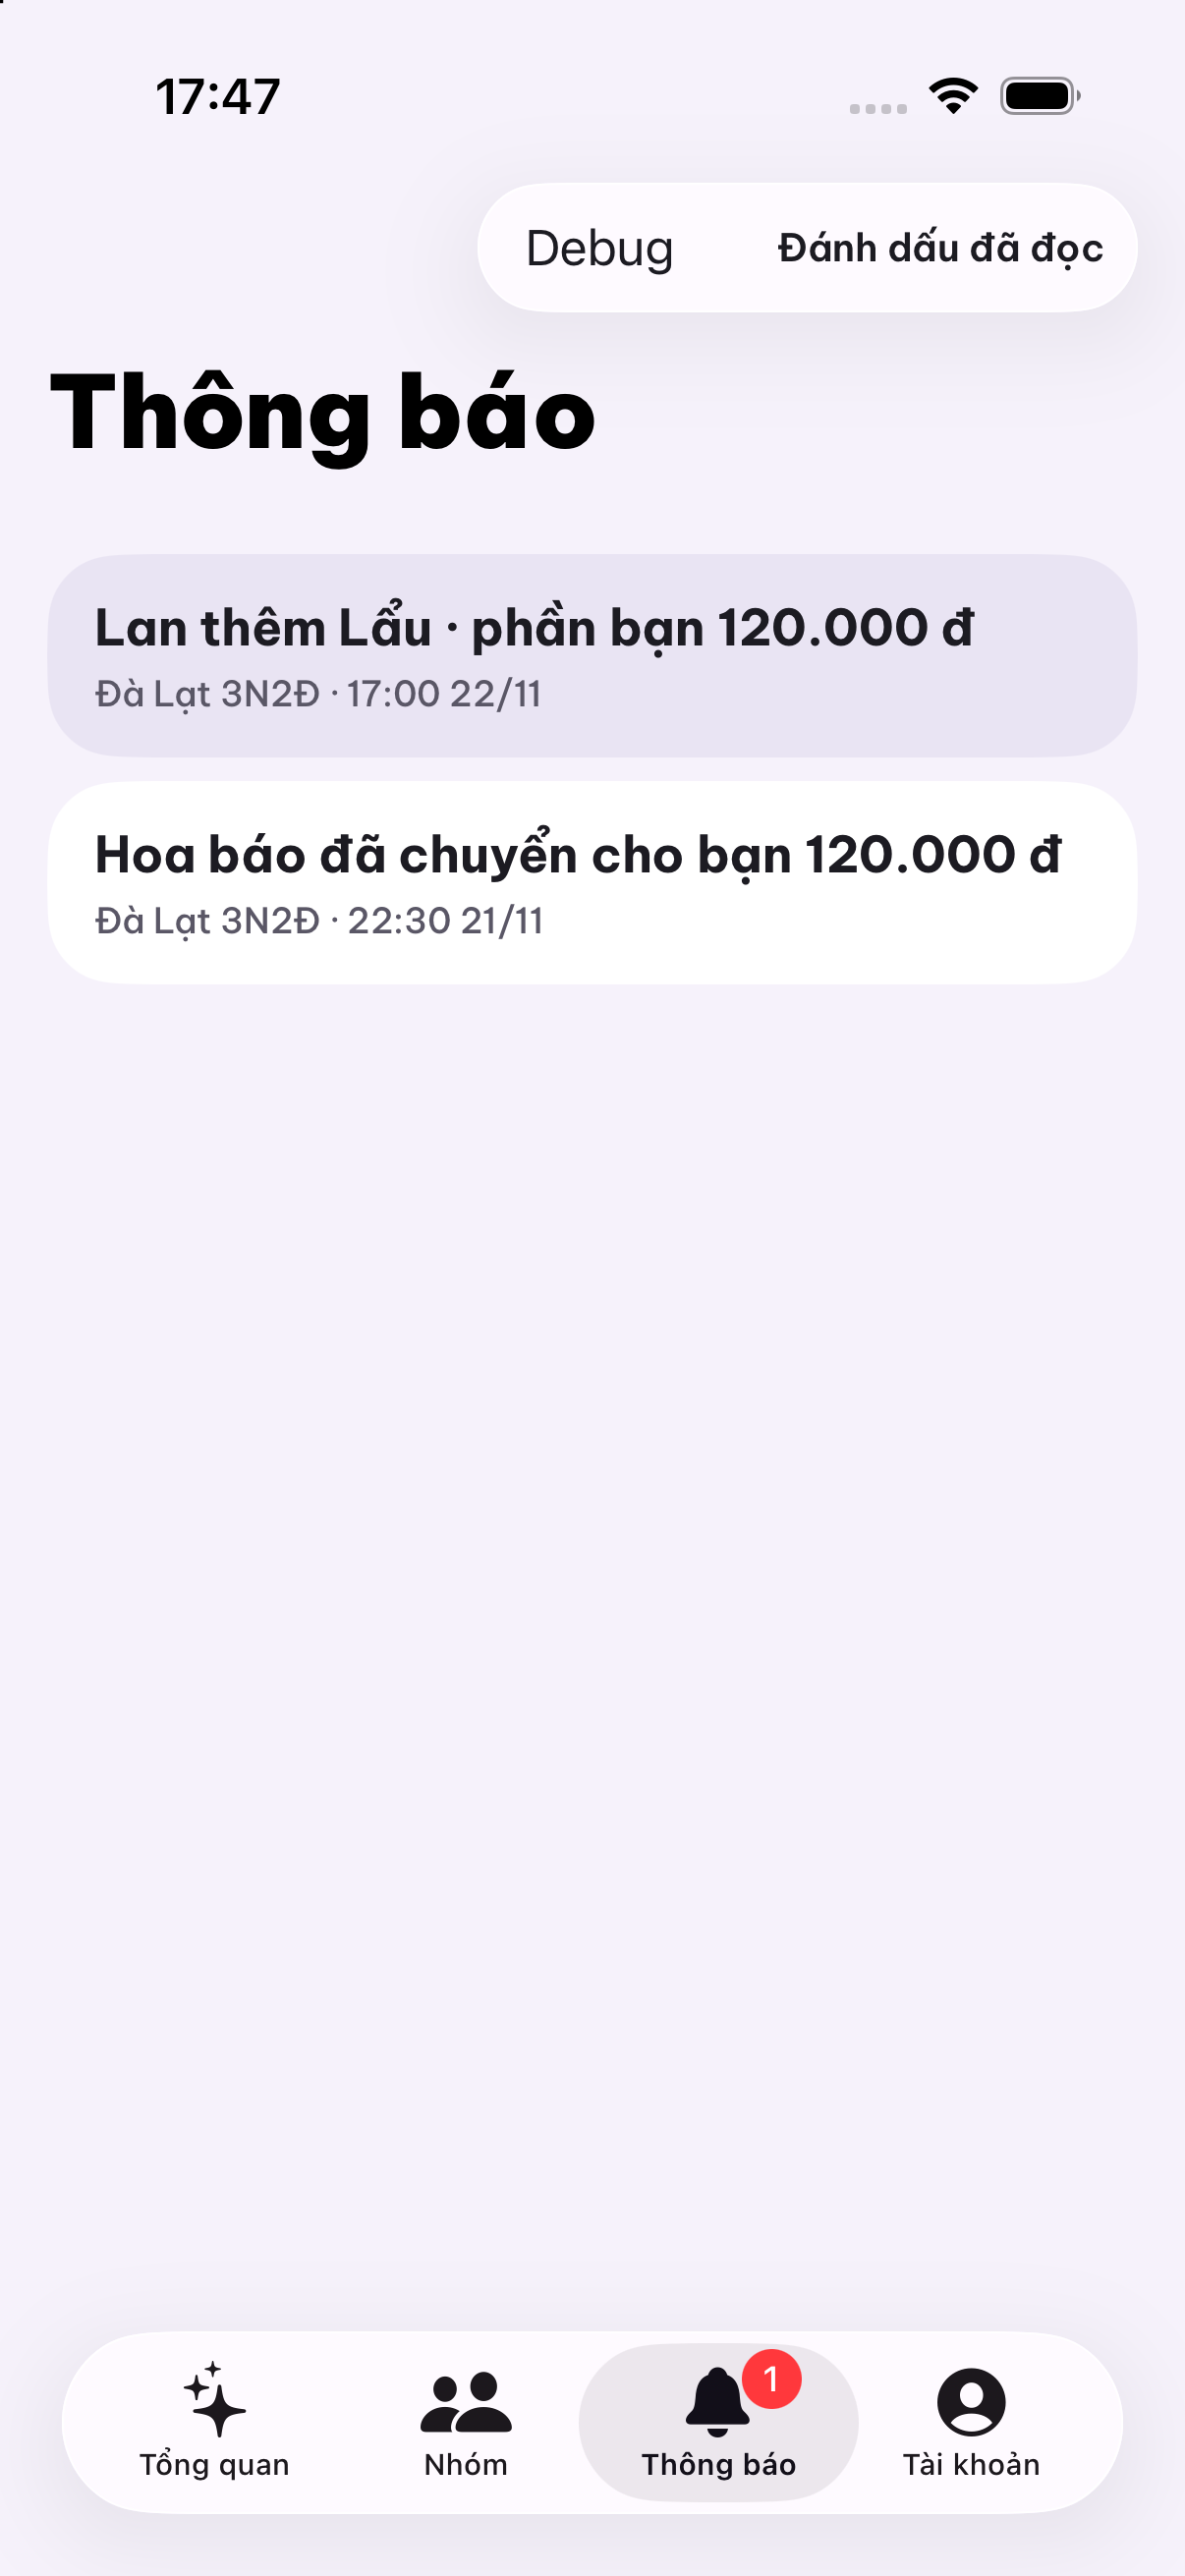 17:47
Debug
Đánh dấu đã đọc
Thông báo
Lan thêm Lẩu · phần bạn 120.000 đ
Đà Lạt 3N2Đ · 17:00 22/11
Hoa báo đã chuyển cho bạn 120.000 đ
Đà Lạt 3N2Đ · 22:30 21/11
1
Tổng quan
Nhóm
Thông báo
Tài khoản